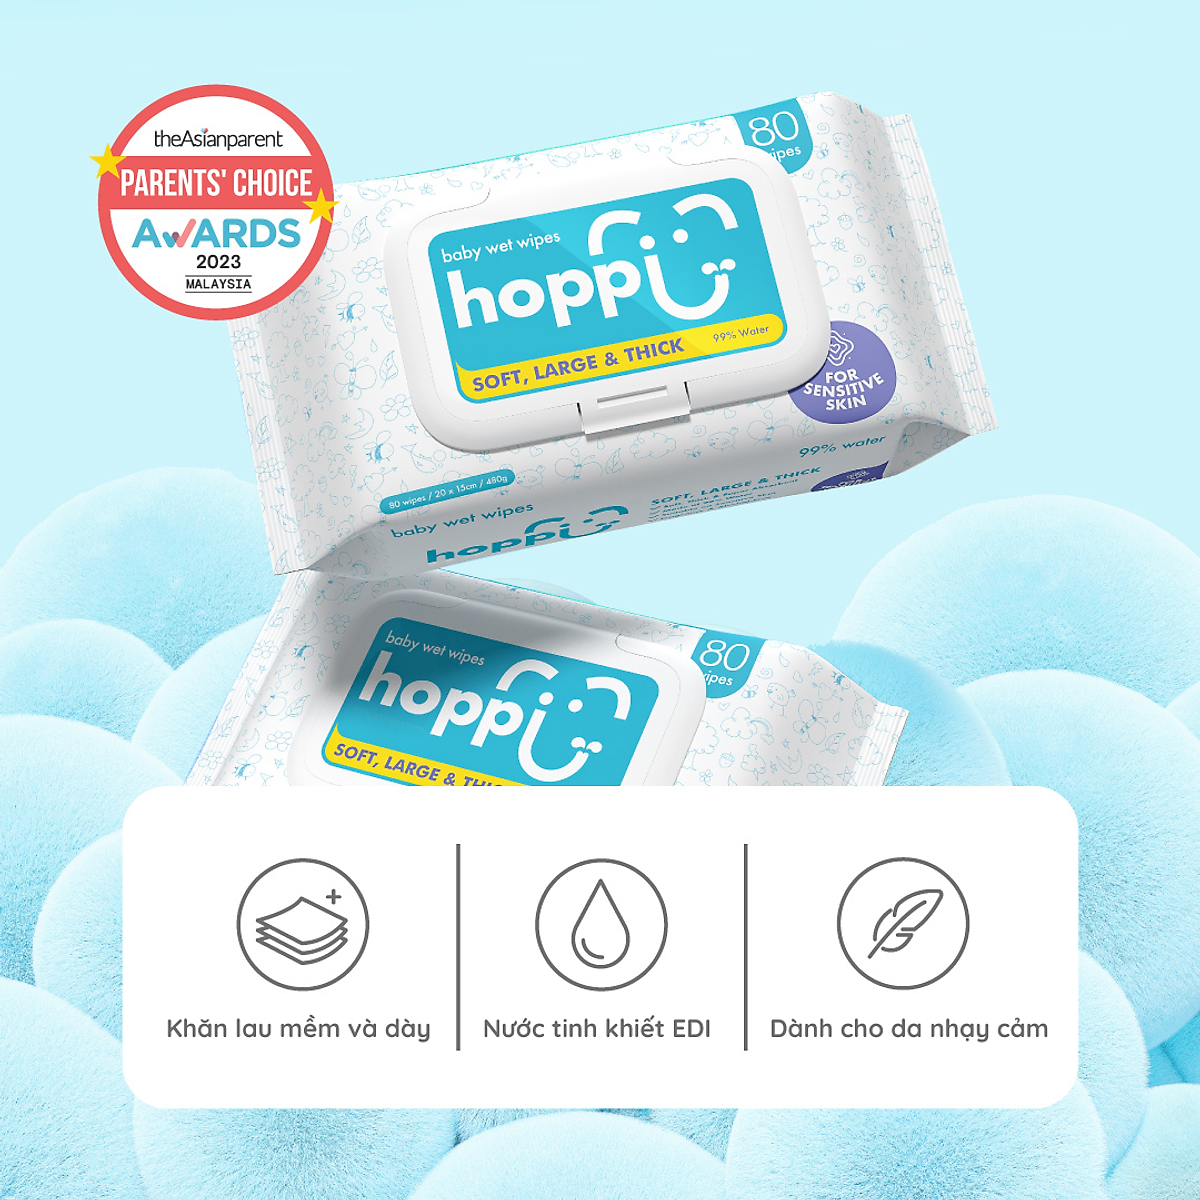 theAsianparent
PARENTS' CHOICE
AWARDS
2023
MALAYSIA
80
wipes
baby wet wipes
hoppi
SOFT, LARGE & THICK
99% Water
FOR
SENSITIVE
SKIN
80 wipes / 20 x 15cm / 480g
baby wet wipes
hoppi
99% water
SOFT, LARGE & THICK
80
wipes
baby wet wipes
hoppi
SOFT, LARGE &
Khăn lau mềm và dày
Nước tinh khiết EDI
Dành cho da nhạy cảm